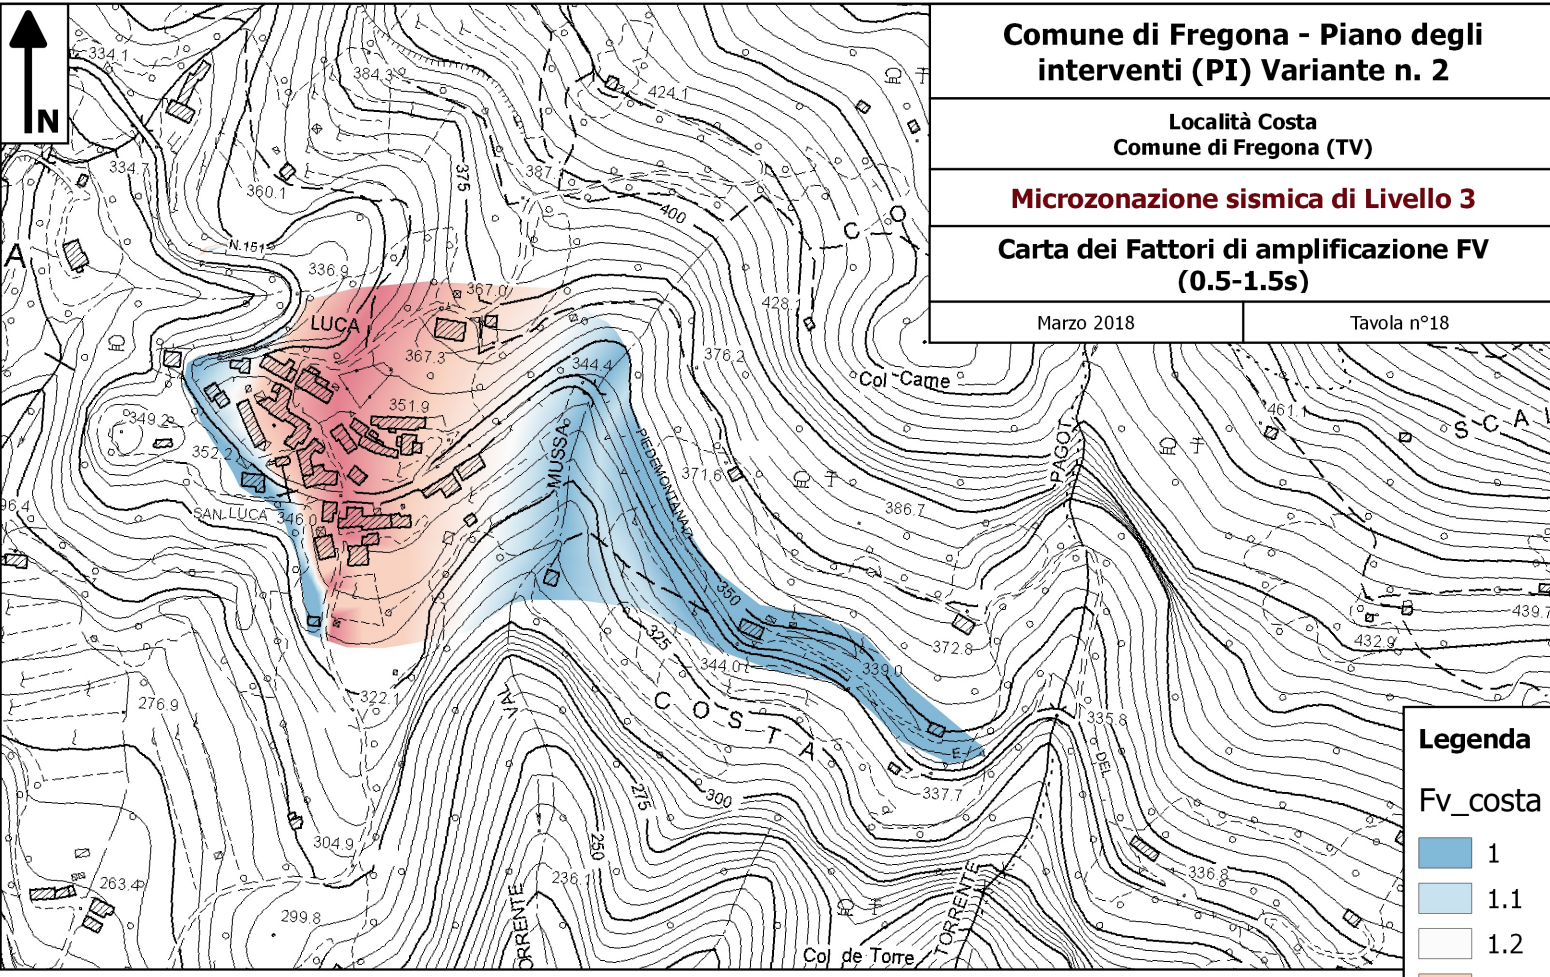 Comune di Fregona - Piano degli
interventi (PI) Variante n. 2
Località Costa
Comune di Fregona (TV)
Microzonazione sismica di Livello 3
Carta dei Fattori di amplificazione FV
(0.5-1.5s)
Marzo 2018
Tavola n°18
N
334.1
384.3
424.1
334.7
360.1
375
387
400
C O
A
N.151
336.9
367.0
428
LUCA
367.3
344.4
376.2
Col Came
349.2
351.9
461.1
S C A
352.2
MUSSA
PIEDEMONTANA
371.6
PAGOT
96.4
SAN LUCA
346.0
386.7
350
439.7
325
344.0
339.0
372.8
432.9
322.1
276.9
VAL
C O S T A
E
335.8
DEL
337.7
275
300
304.9
250
263.4
236.1
336.8
299.8
ORRENTE
TORRENTE
Col de Torre
Legenda
Fv_costa
1
1.1
1.2